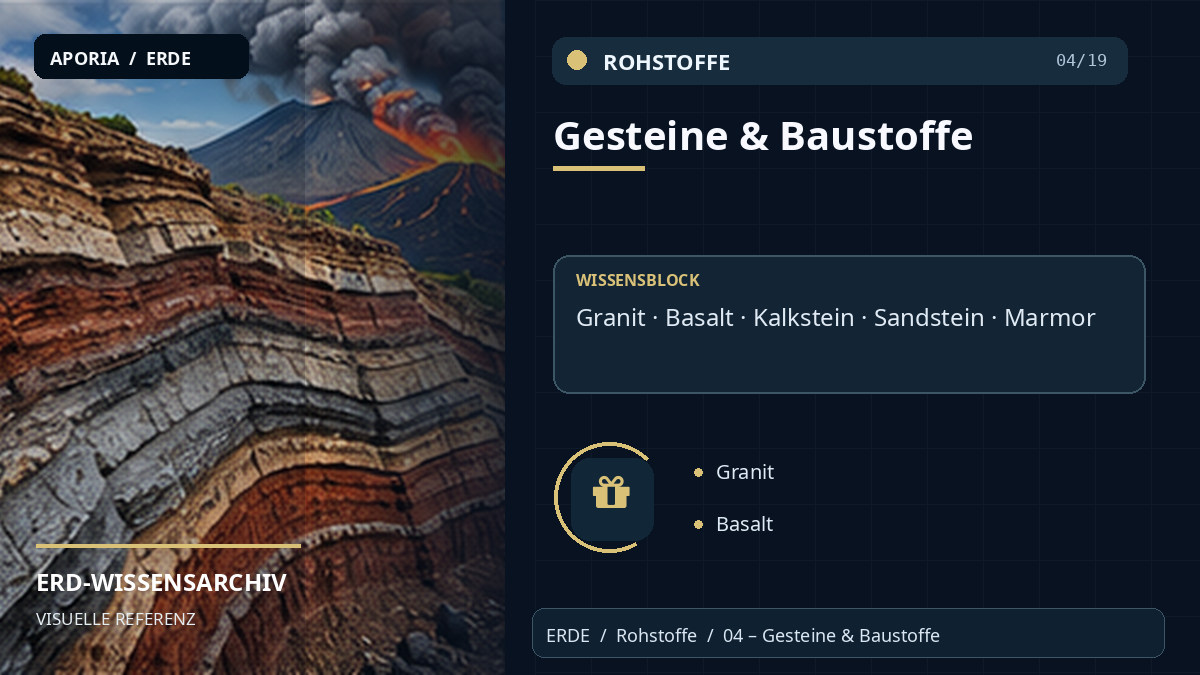 APORIA / ERDE
ERD-WISSENSARCHIV
VISUELLE REFERENZ
ROHSTOFFE
04/19
Gesteine & Baustoffe
WISSENSBLOCK
Granit · Basalt · Kalkstein · Sandstein · Marmor
Granit
Basalt
ERDE / Rohstoffe / 04 – Gesteine & Baustoffe